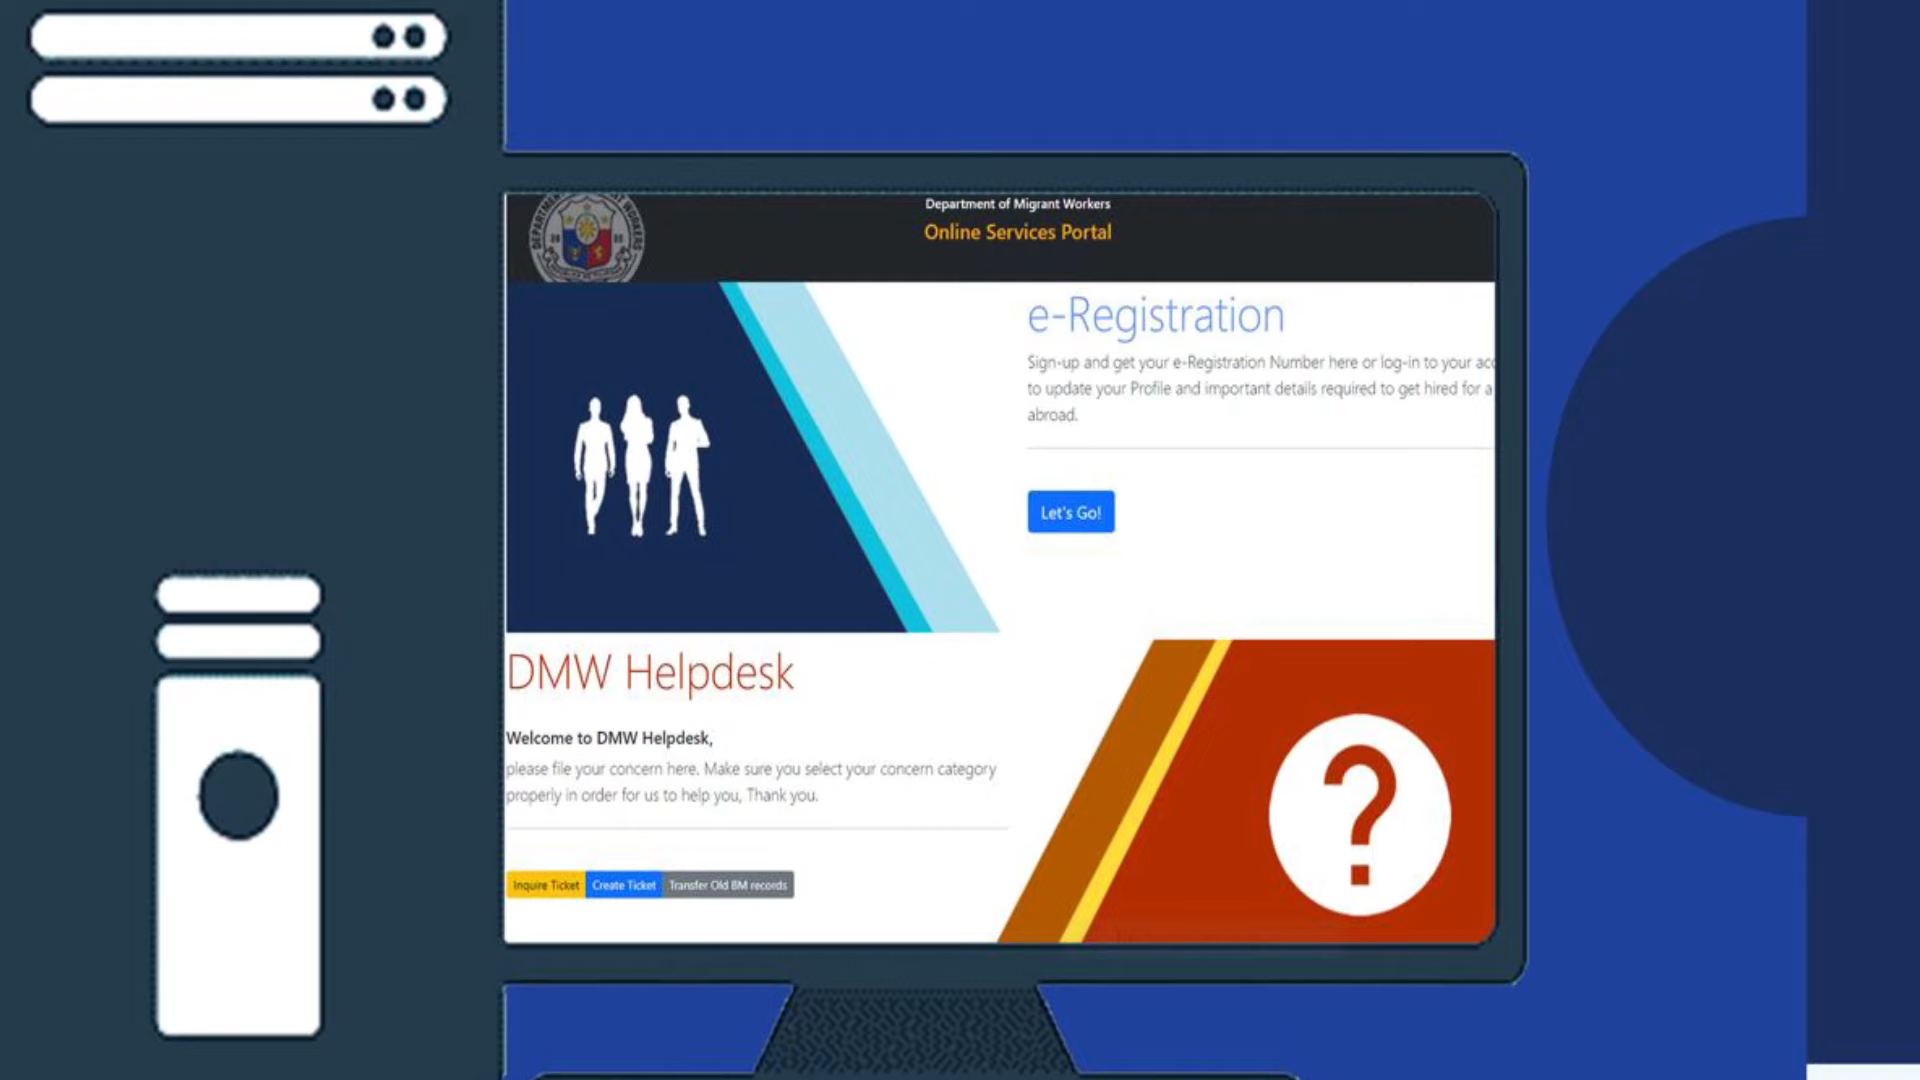 Department of Migrant Workers
Online Services Portal
e-Registration
Sign-up and get your e-Registration Number here or log-in to your
to update your Profile and important details required to get hired for a
abroad.
Let's Go!
DMW Helpdesk
Welcome to DMW Helpdesk,
please file your concern here. Make sure you select your concern category
properly in order for us to help you, Thank you.
Inquire Ticket Create Ticket Transfer Old BM records